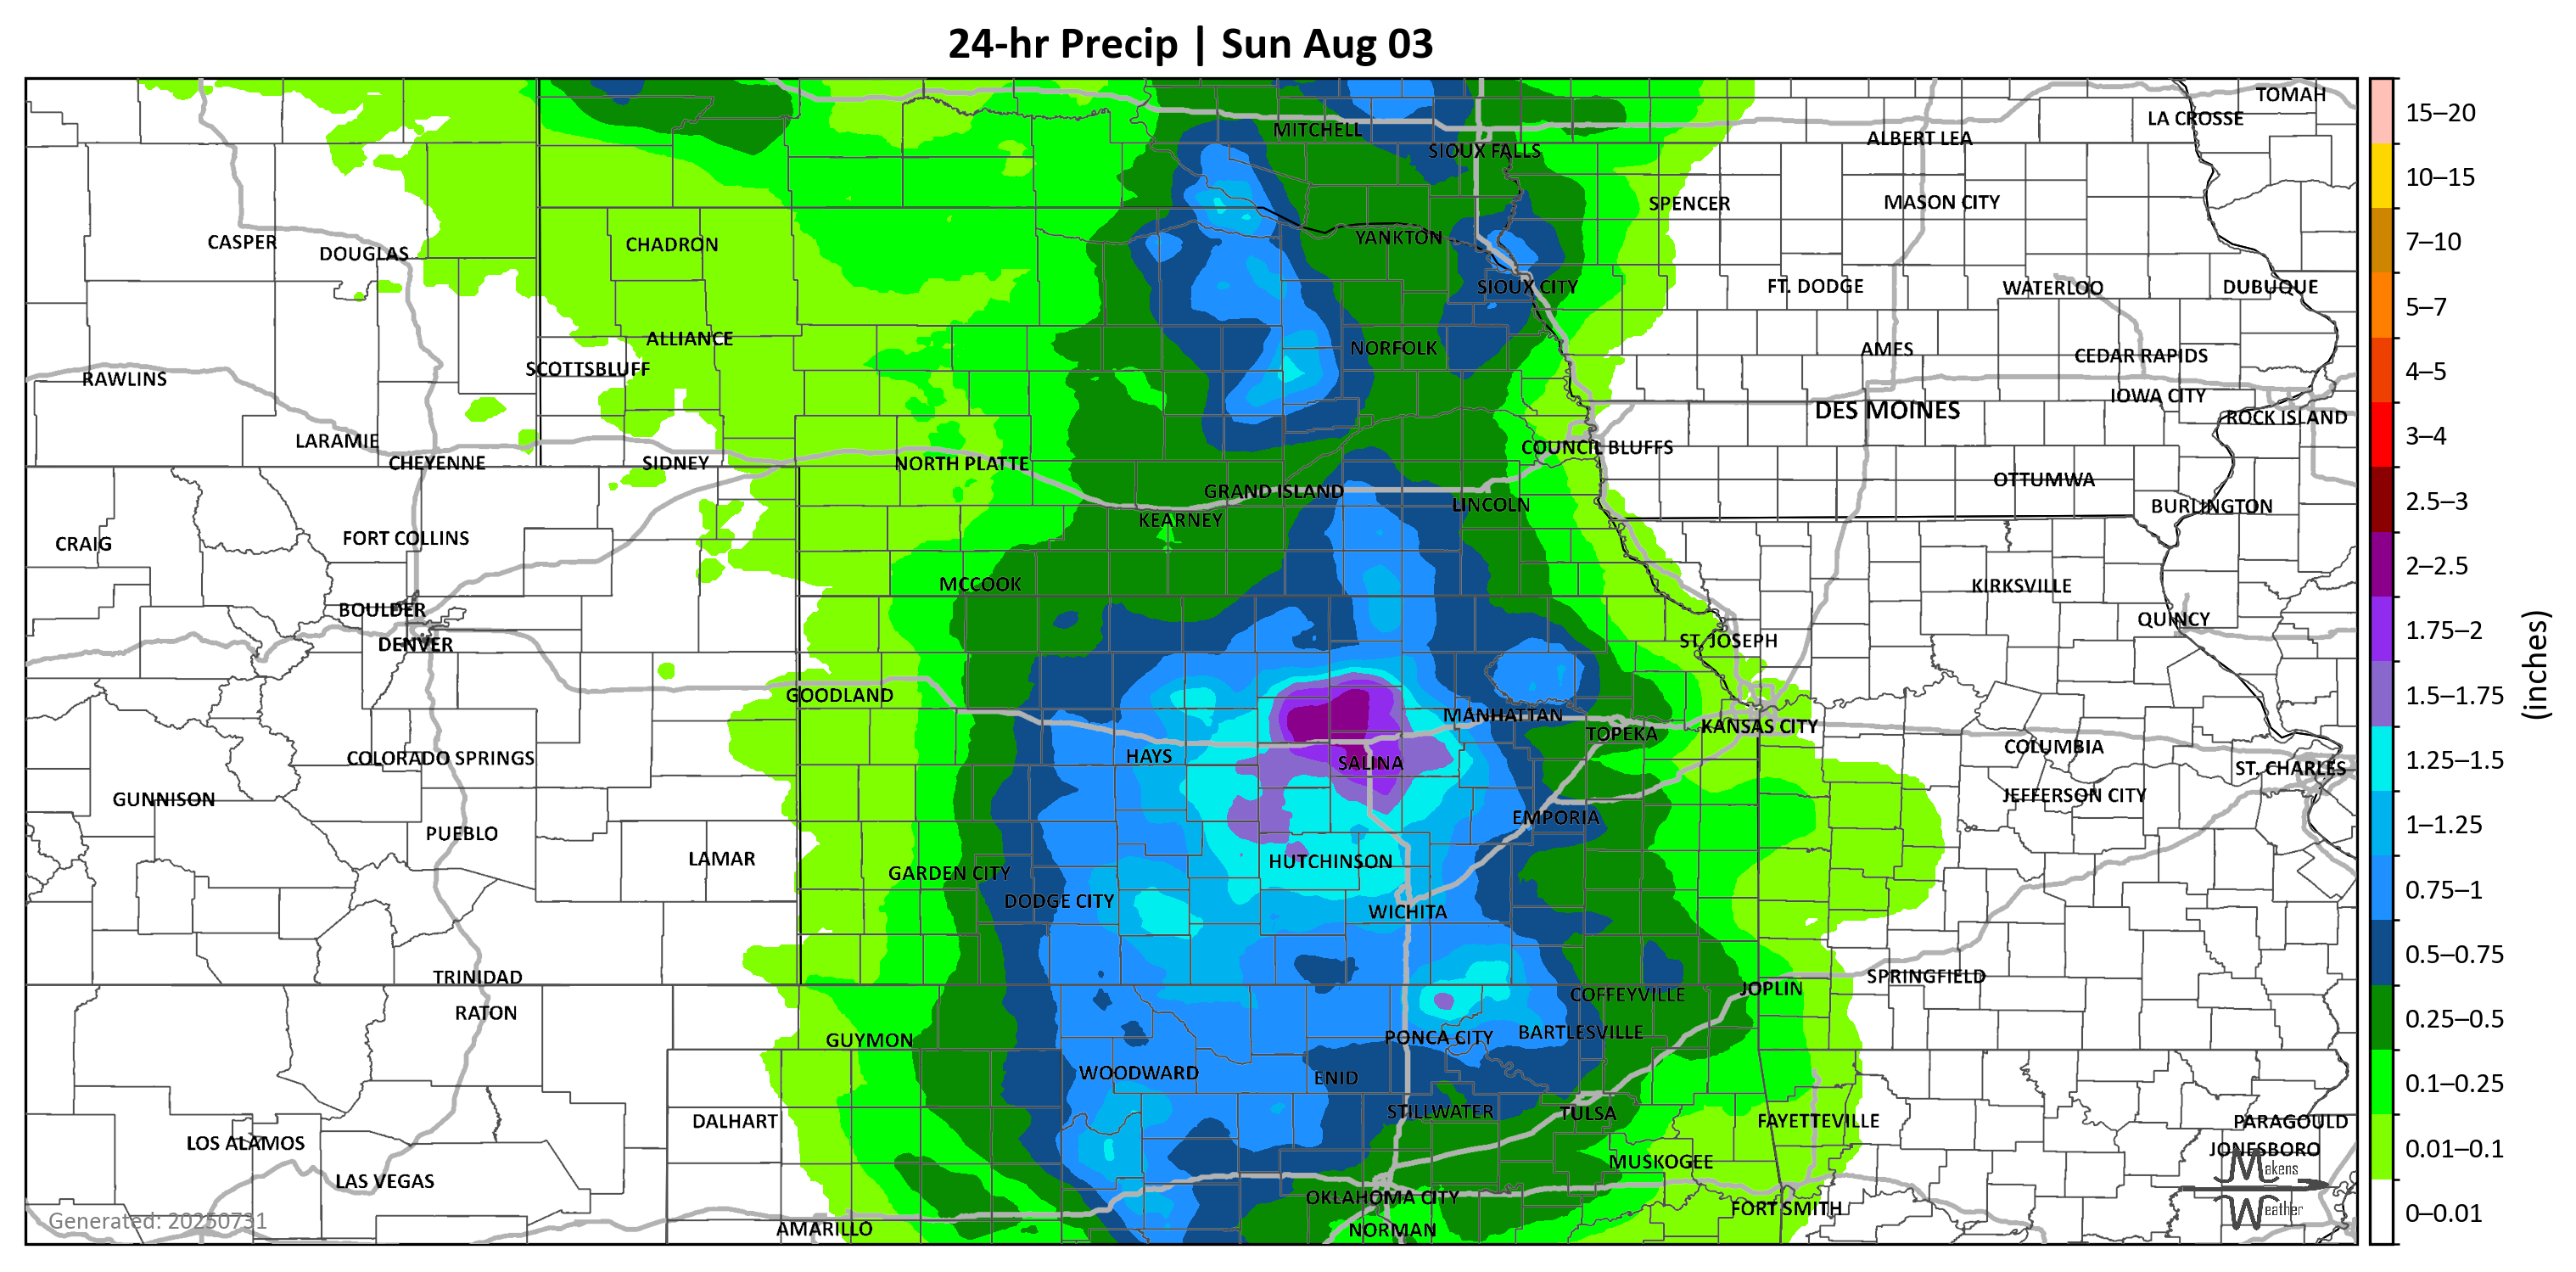 24-hr Precip | Sun Aug 03
TOMAH
LA CROSSE
MITCHELL
ALBERT LEA
SIOUX FALLS
SPENCER
MASON CITY
CASPER
DOUGLAS
CHADRON
YANKTON
SIOUX CITY
FT. DODGE
WATERLOO
DUBUQUE
ALLIANCE
NORFOLK
AMES
CEDAR RAPIDS
SCOTTSBLUFF
RAWLINS
IOWA CITY
DES MOINES
ROCK ISLAND
LARAMIE
COUNCIL BLUFFS
CHEYENNE
SIDNEY
NORTH PLATTE
OTTUMWA
GRAND ISLAND
LINCOLN
BURLINGTON
KEARNEY
FORT COLLINS
CRAIG
MCCOOK
KIRKSVILLE
BOULDER
QUINCY
DENVER
ST. JOSEPH
GOODLAND
MANHATTAN
KANSAS CITY
TOPEKA
COLUMBIA
COLORADO SPRINGS
HAYS
SALINA
ST. CHARLES
GUNNISON
JEFFERSON CITY
EMPORIA
PUEBLO
LAMAR
HUTCHINSON
GARDEN CITY
DODGE CITY
WICHITA
TRINIDAD
SPRINGFIELD
JOPLIN
COFFEYVILLE
RATON
GUYMON
PONCA CITY
BARTLESVILLE
WOODWARD
ENID
STILLWATER
TULSA
DALHART
FAYETTEVILLE
PARAGOULD
LOS ALAMOS
JONESBORO
MUSKOGEE
LAS VEGAS
OKLAHOMA CITY
FORT SMITH
AMARILLO
NORMAN
Generated: 20250731
Makens
Weather
15–20
10–15
7–10
5–7
4–5
3–4
2.5–3
2–2.5
1.75–2
1.5–1.75
1.25–1.5
1–1.25
0.75–1
0.5–0.75
0.25–0.5
0.1–0.25
0.01–0.1
0–0.01
(inches)